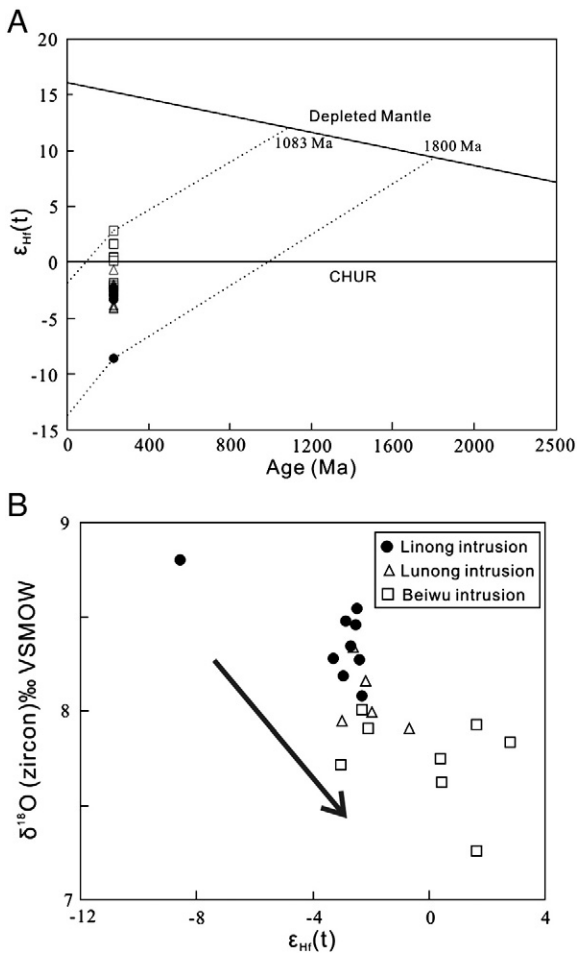 A
20
15
10
5
0
-5
-10
-15
εHf(t)
Depleted Mantle
1083 Ma
1800 Ma
CHUR
0 400 800 1200 1600 2000 2500
Age (Ma)
B
9
8
7
δ¹⁸O (zircon)‰ VSMOW
Linong intrusion
Lunong intrusion
Beiwu intrusion
-12 -8 -4 0 4
εHf(t)